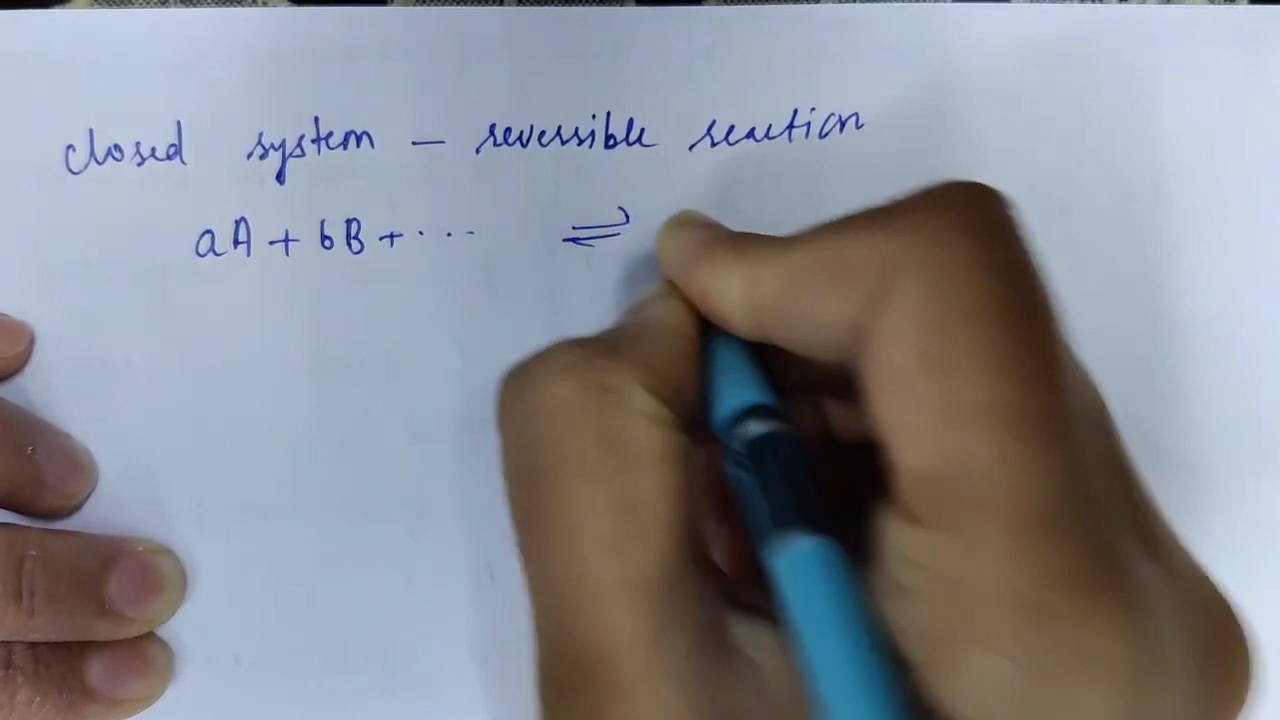 closed system – reversible reaction
aA + bB + ... ⇌